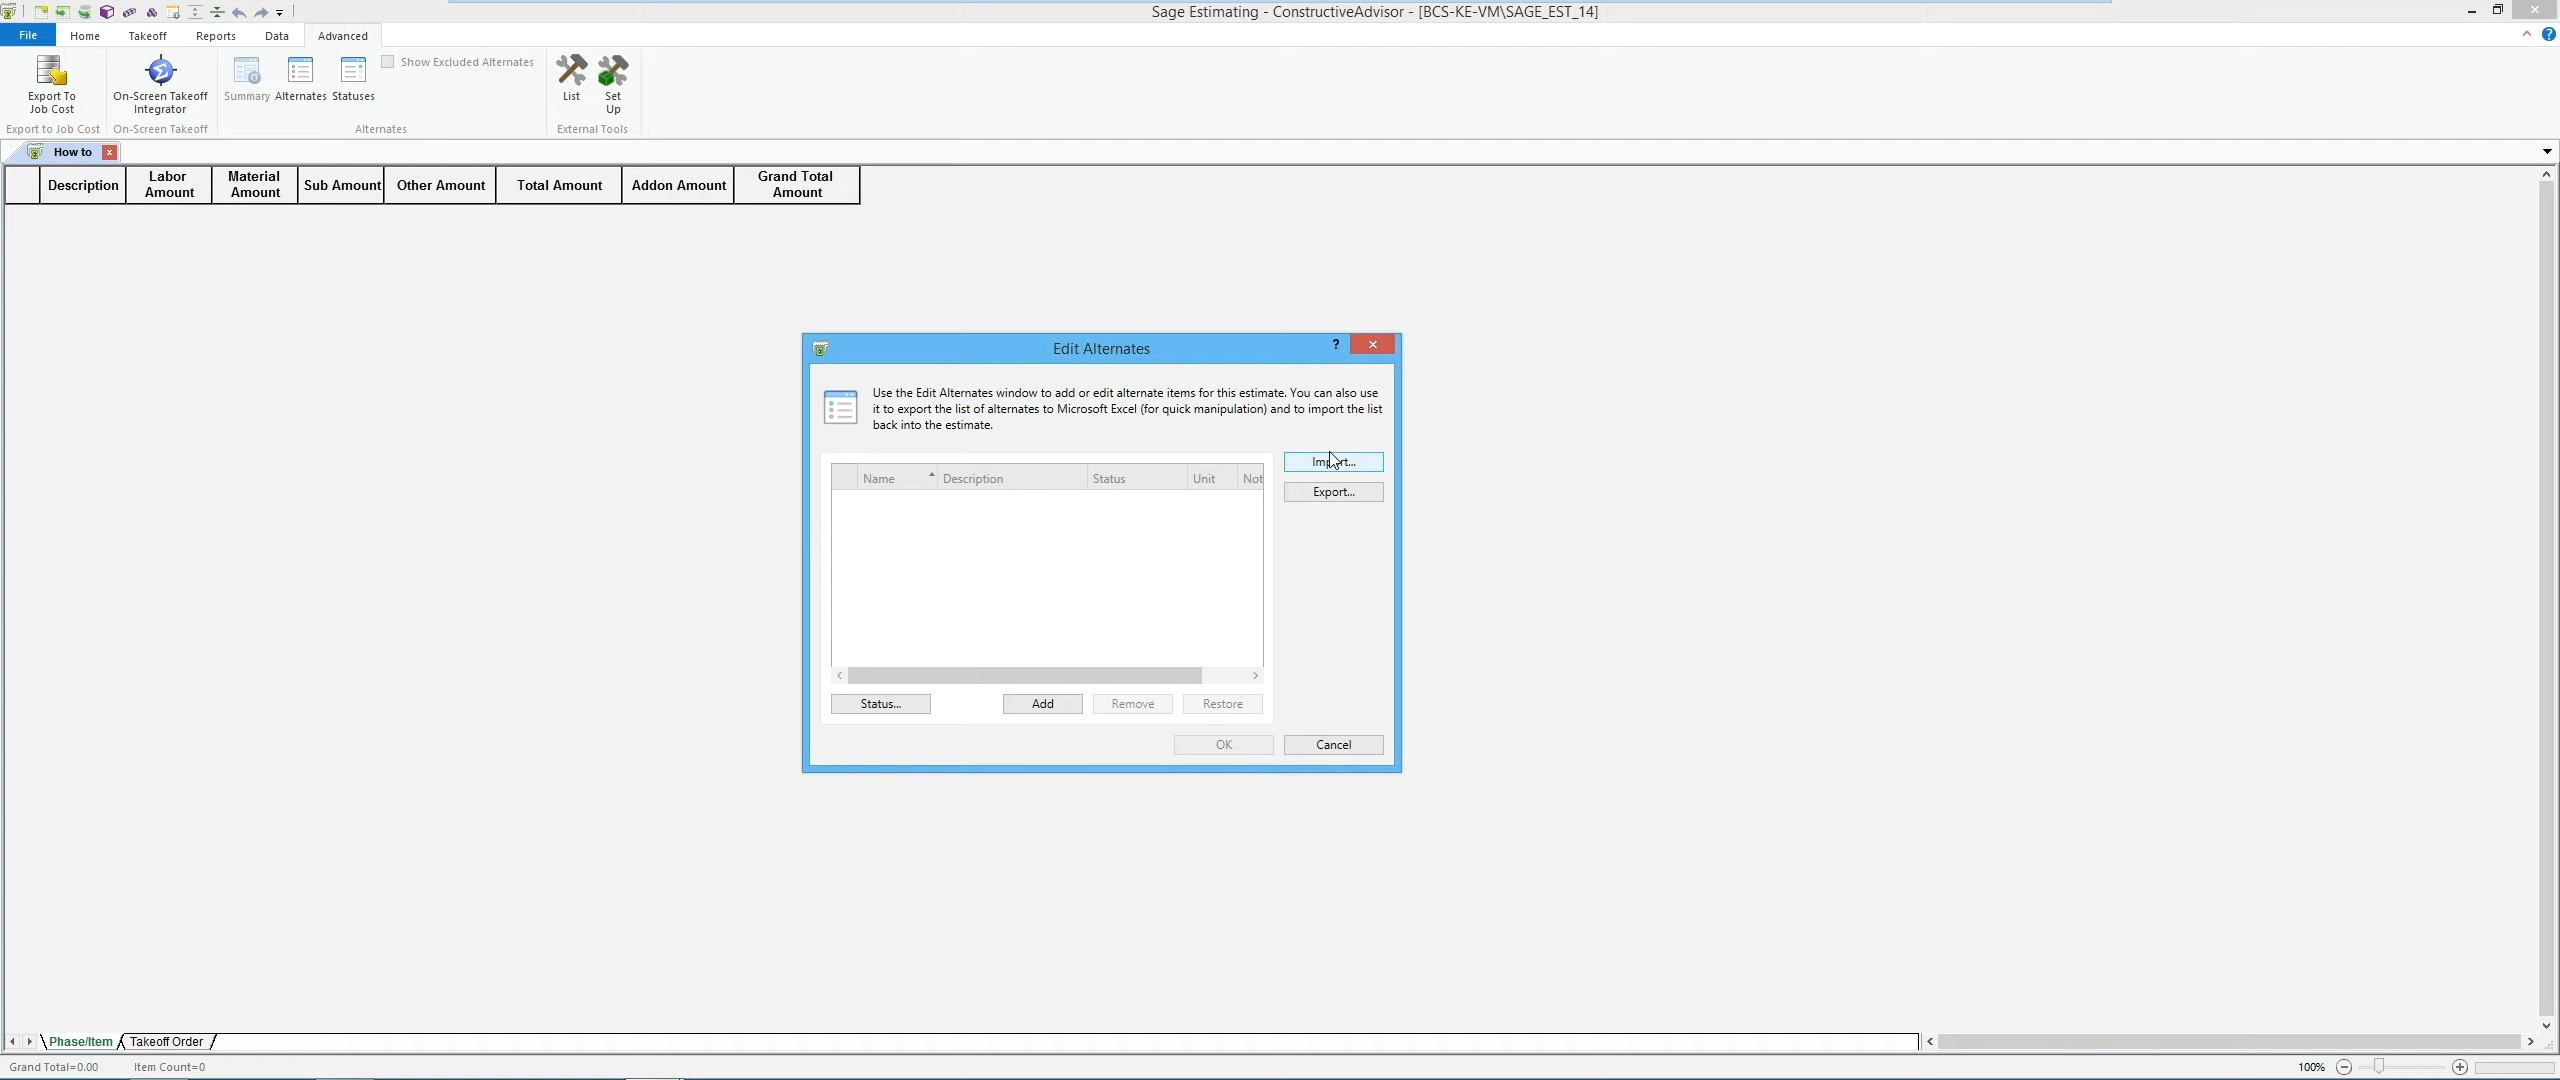 Sage Estimating - ConstructiveAdvisor - [BCS-KE-VM\SAGE_EST_14]
File Home Takeoff Reports Data Advanced
Export To Job Cost
On-Screen Takeoff Integrator
Summary Alternates Statuses
Show Excluded Alternates
List
Set Up
Export to Job Cost On-Screen Takeoff Alternates External Tools
How to
Description
Labor Amount
Material Amount
Sub Amount
Other Amount
Total Amount
Addon Amount
Grand Total Amount
Edit Alternates
Use the Edit Alternates window to add or edit alternate items for this estimate. You can also use
it to export the list of alternates to Microsoft Excel (for quick manipulation) and to import the list
back into the estimate.
Import...
Name Description Status Unit Not
Export...
Status... Add Remove Restore
OK Cancel
Phase/Item Takeoff Order
Grand Total=0.00 Item Count=0 100%